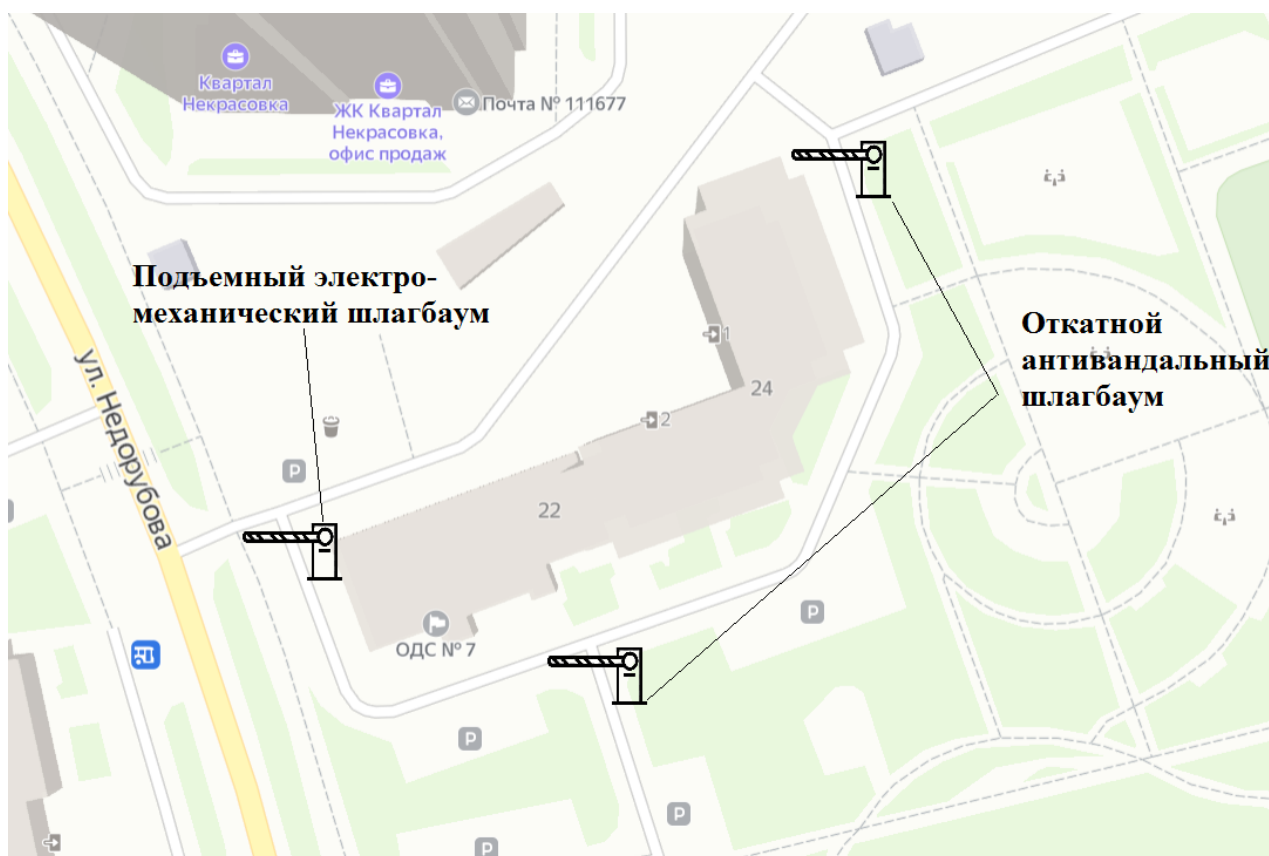 Квартал
Некрасовка
ЖК Квартал
Некрасовка,
офис продаж
Почта № 111677
Подъемный электро-
механический шлагбаум
Откатной
антивандальный
шлагбаум
ул. Недорубова
1
2
24
22
P
ОДС № 7
P
P
P
P
P